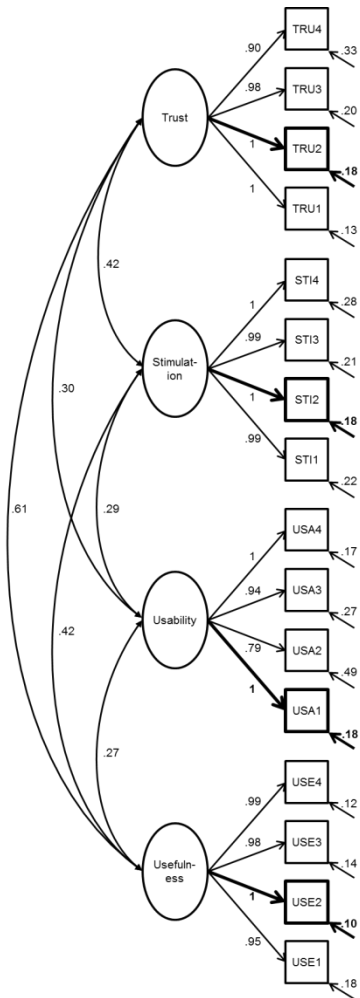 TRU4
.90
.33
TRU3
.98
.20
Trust
TRU2
1
.18
TRU1
1
.13
.42
STI4
1
.28
STI3
.99
.21
Stimulat-
ion
STI2
1
.18
STI1
.99
.22
.30
.61
.29
USA4
1
.17
USA3
.94
.27
Usability
USA2
.79
.49
USA1
1
.18
.42
.27
USE4
.99
.12
USE3
.98
.14
Usefuln-
ess
USE2
1
.10
USE1
.95
.18